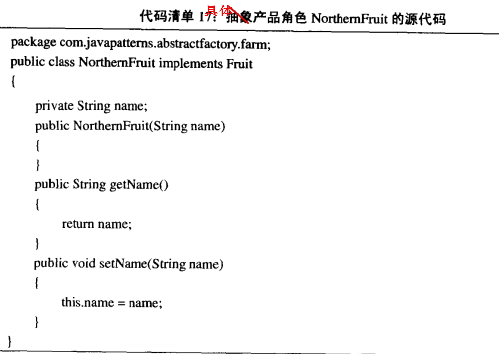 具体
代码清单 17：抽象产品角色 NorthernFruit 的源代码
package com.javapatterns.abstractfactory.farm;
public class NorthernFruit implements Fruit
{
private String name;
public NorthernFruit(String name)
{
}
public String getName()
{
return name;
}
public void setName(String name)
{
this.name = name;
}
}